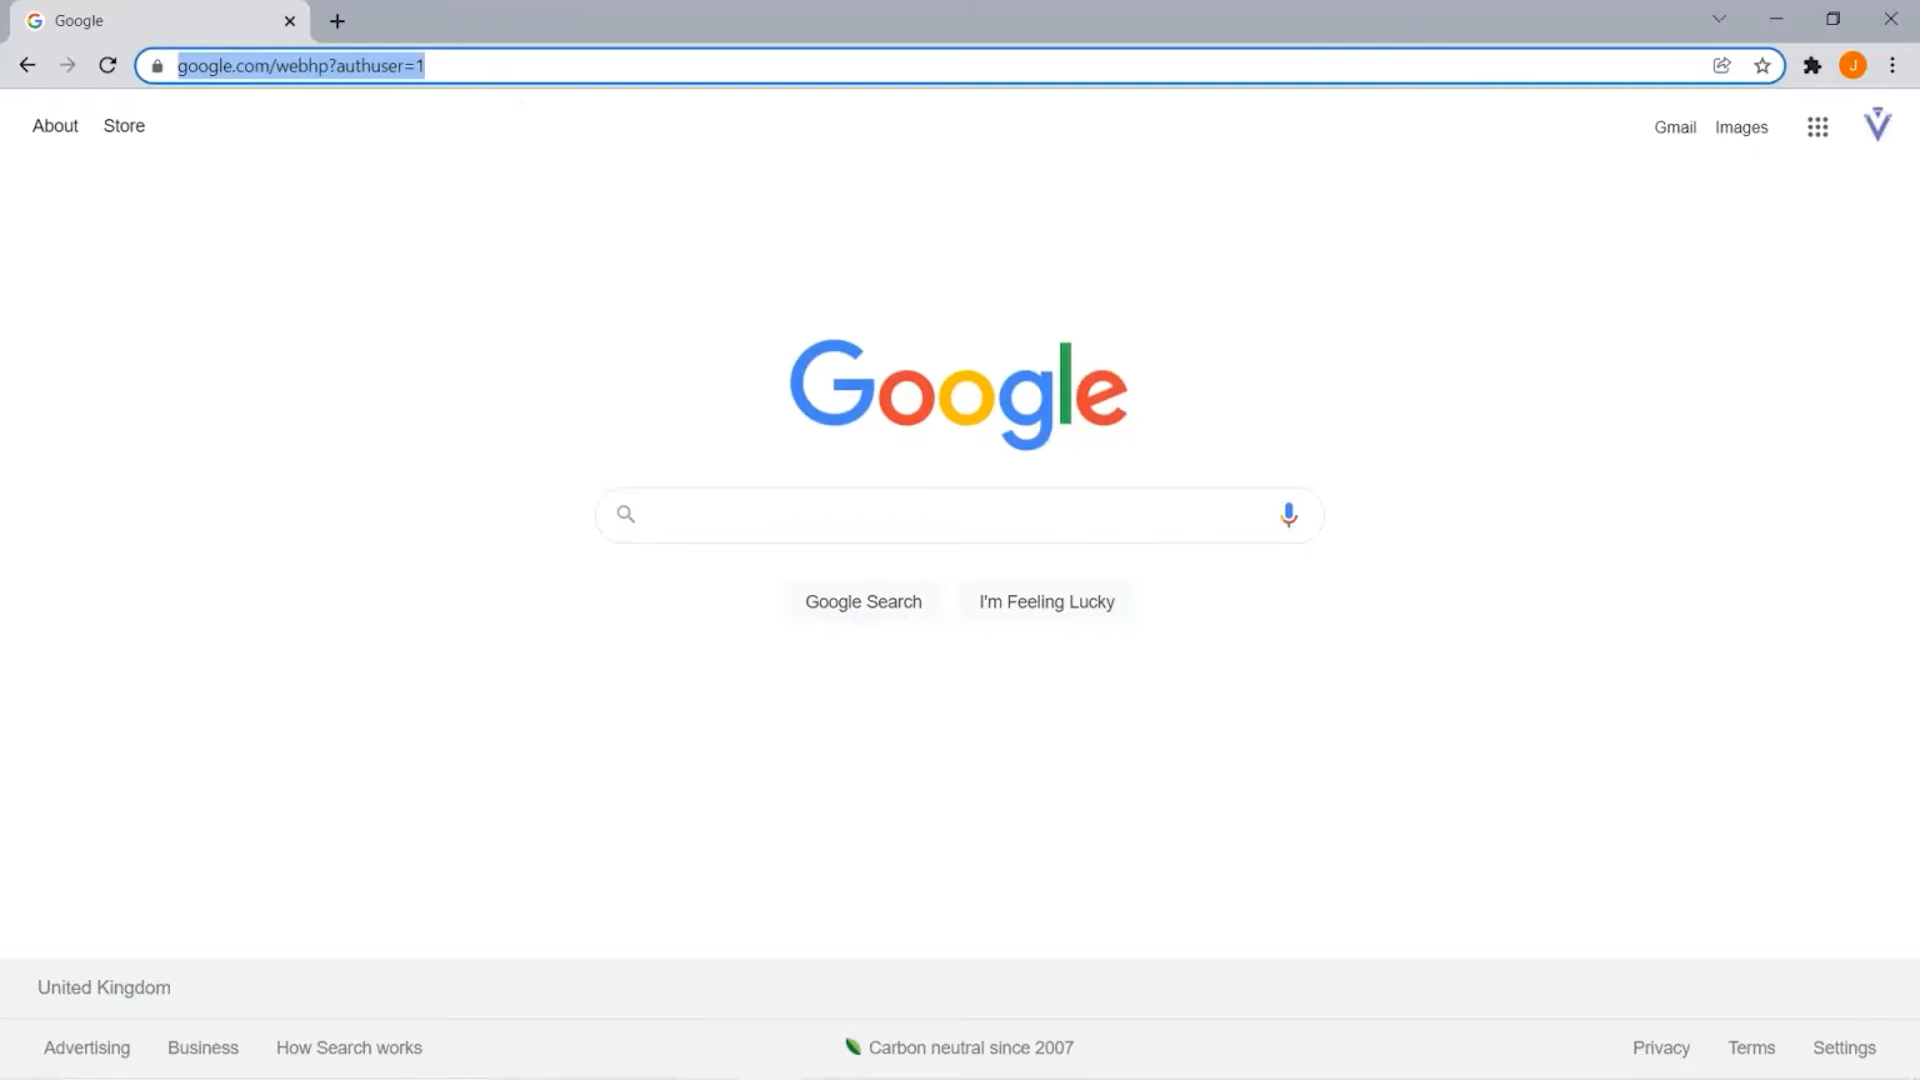 Google
google.com/webhp?authuser=1
J
About Store
Gmail Images
Google
Google Search I'm Feeling Lucky
United Kingdom
Advertising Business How Search works
Carbon neutral since 2007
Privacy Terms Settings